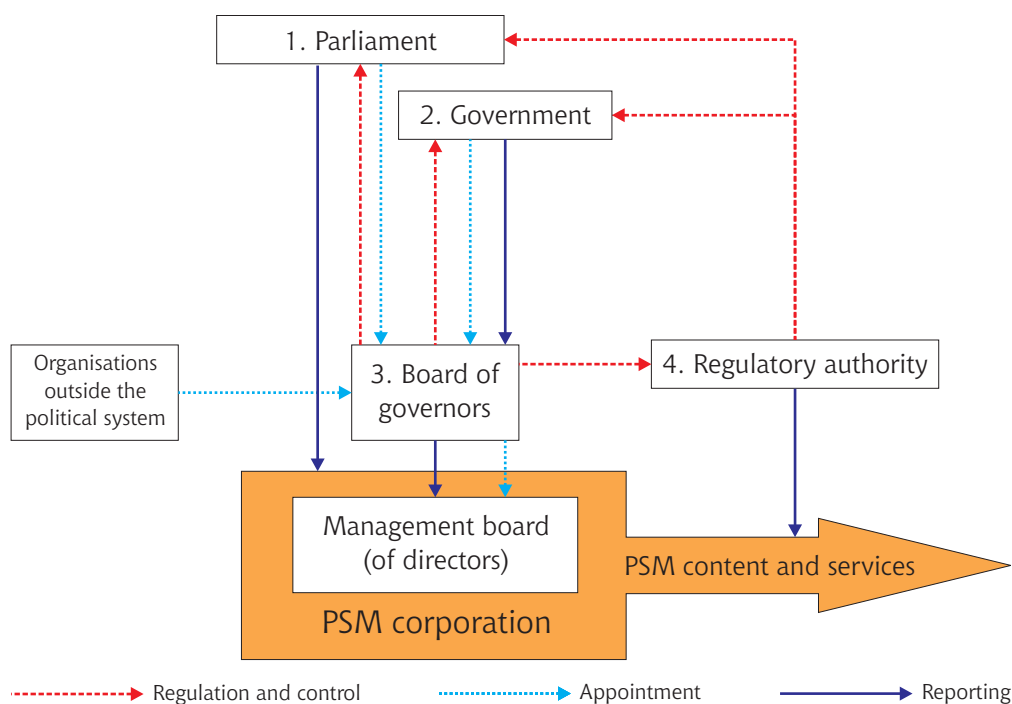 1. Parliament
2. Government
Organisations
outside the
political system
3. Board of
governors
4. Regulatory authority
Management board
(of directors)
PSM content and services
PSM corporation
Regulation and control
Appointment
Reporting